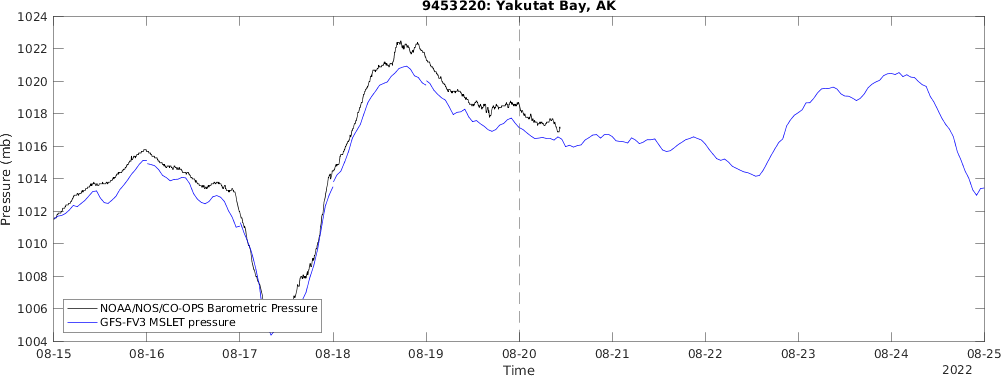 9453220: Yakutat Bay, AK
1024
1022
1020
1018
1016
1014
1012
1010
1008
1006
1004
Pressure (mb)
NOAA/NOS/CO-OPS Barometric Pressure
GFS-FV3 MSLET pressure
08-15 08-16 08-17 08-18 08-19 08-20 08-21 08-22 08-23 08-24 08-25
Time
2022